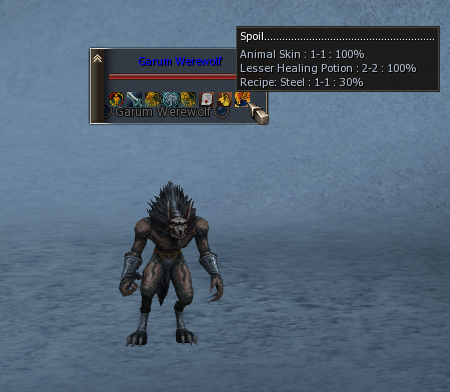 Spoil................................................
Garum Werewolf
Animal Skin : 1-1 : 100%
Lesser Healing Potion : 2-2 : 100%
Recipe: Steel : 1-1 : 30%
Garum Werewolf